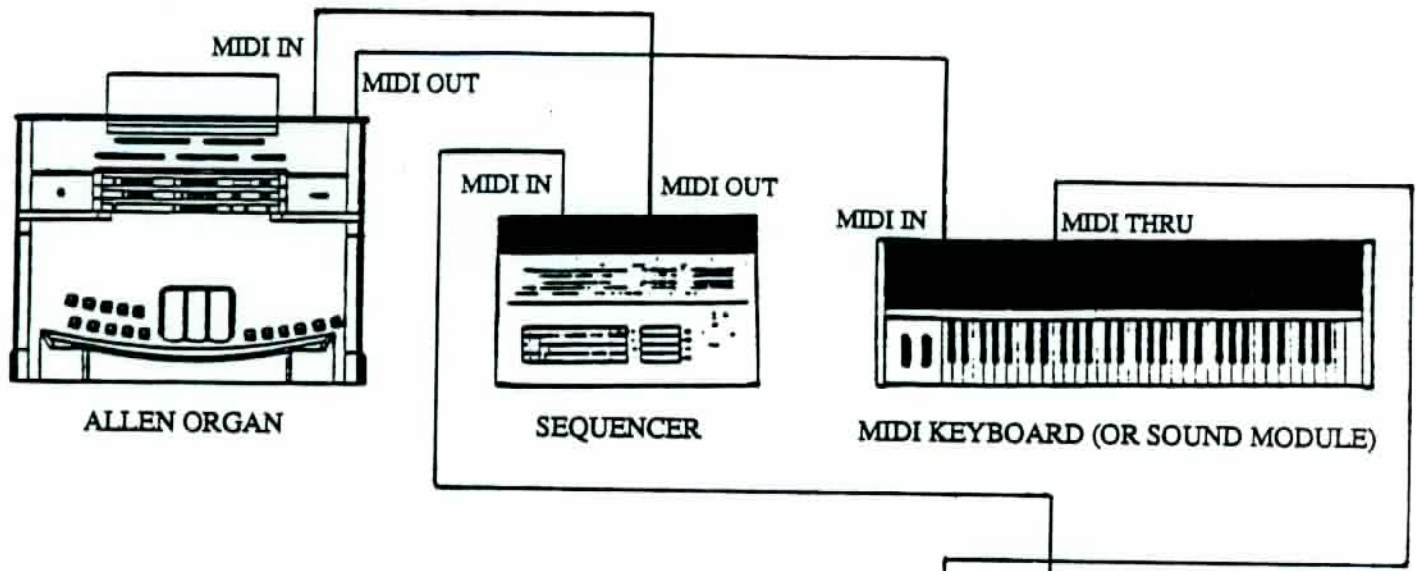 MIDI IN
MIDI OUT
MIDI IN
MIDI OUT
MIDI IN
MIDI THRU
ALLEN ORGAN
SEQUENCER
MIDI KEYBOARD (OR SOUND MODULE)